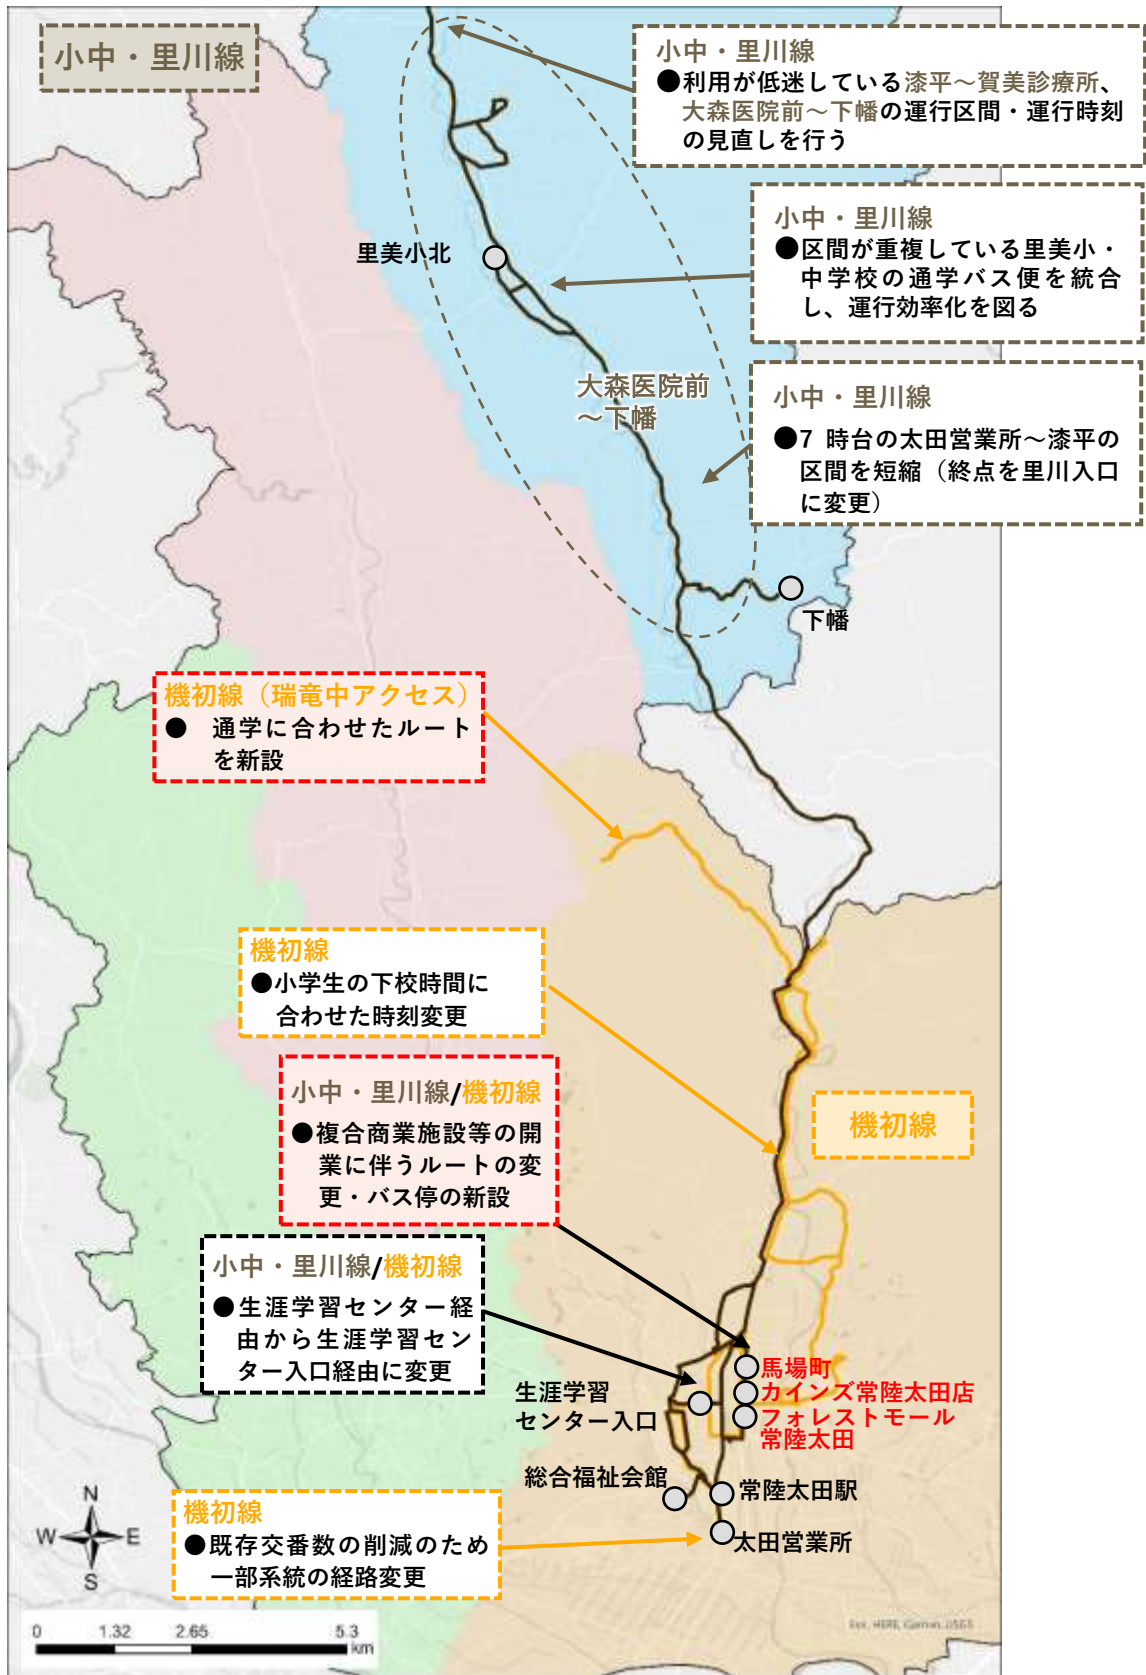 小中・里川線
小中・里川線
●利用が低迷している漆平～賀美診療所、
大森医院前～下幡の運行区間・運行時刻
の見直しを行う
小中・里川線
●区間が重複している里美小・
中学校の通学バス便を統合
し、運行効率化を図る
里美小北
大森医院前
～下幡
小中・里川線
●7 時台の太田営業所～漆平の
区間を短縮（終点を里川入口
に変更）
下幡
機初線（瑞竜中アクセス）
● 通学に合わせたルート
を新設
機初線
●小学生の下校時間に
合わせた時刻変更
小中・里川線/機初線
●複合商業施設等の開
業に伴うルートの変
更・バス停の新設
機初線
小中・里川線/機初線
●生涯学習センター経
由から生涯学習セン
ター入口経由に変更
馬場町
カインズ常陸太田店
フォレストモール
常陸太田
生涯学習
センター入口
総合福祉会館
常陸太田駅
太田営業所
機初線
●既存交番数の削減のため
一部系統の経路変更
N
W E
S
0 1.32 2.65 5.3
km
Esri, HERE, Garmin, USGS